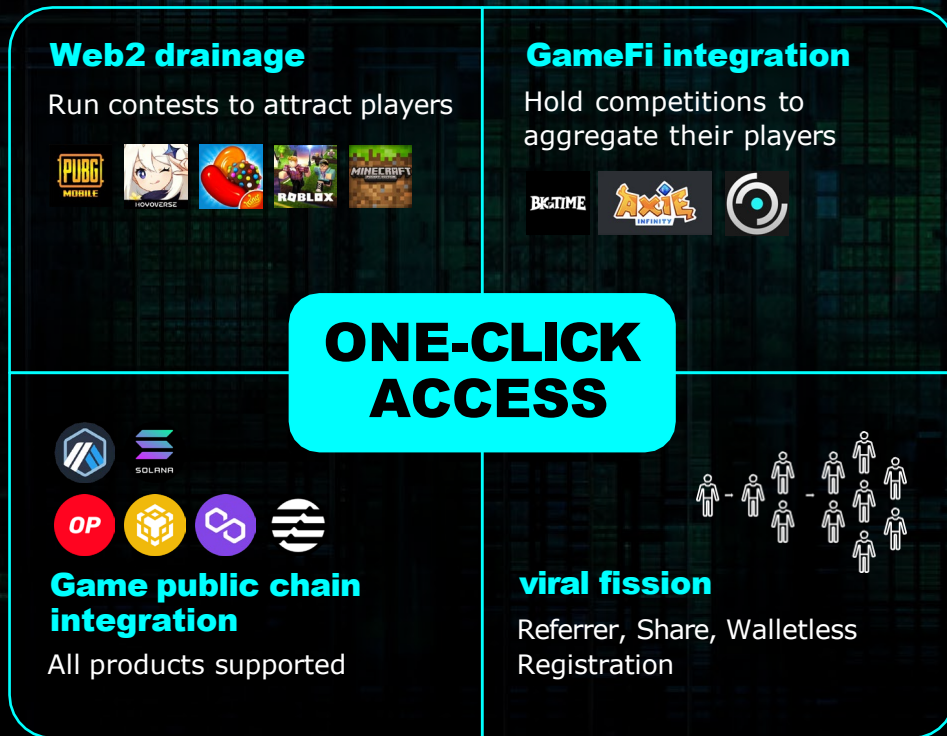 Web2 drainage
Run contests to attract players
PUBG
MOBILE
HOYOVERSE
ROBLOX
MINECRAFT
GameFi integration
Hold competitions to
aggregate their players
BIGTIME
AXIE
INFINITY
ONE-CLICK
ACCESS
SOLANA
OP
Game public chain
integration
All products supported
viral fission
Referrer, Share, Walletless
Registration